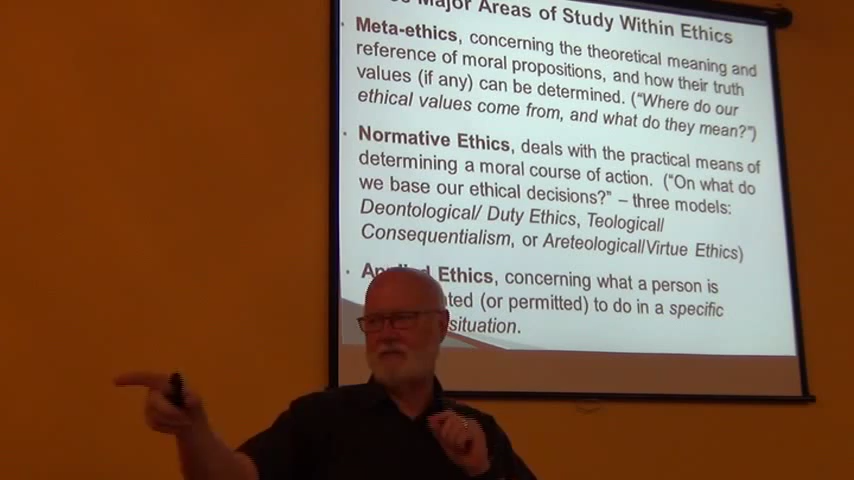 Major Areas of Study Within Ethics
• Meta-ethics, concerning the theoretical meaning and
reference of moral propositions, and how their truth
values (if any) can be determined. (“Where do our
ethical values come from, and what do they mean?”)
• Normative Ethics, deals with the practical means of
determining a moral course of action. (“On what do
we base our ethical decisions?” – three models:
Deontological/ Duty Ethics, Teological/
Consequentialism, or Areteological/Virtue Ethics)
• Applied Ethics, concerning what a person is
(or permitted) to do in a specific
situation.